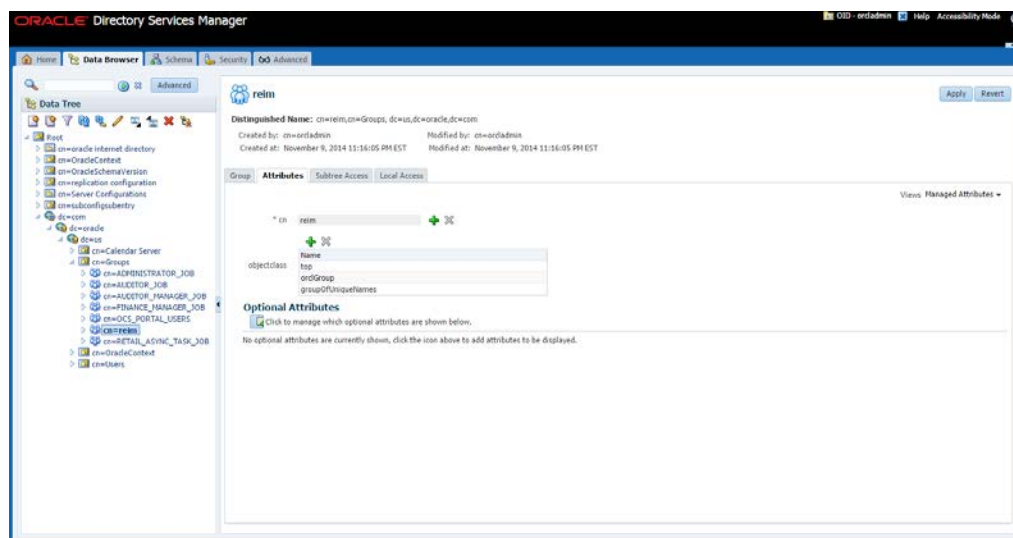 ORACLE Directory Services Manager
OID - orcladmin Help Accessibility Mode
Home Data Browser Schema Security Advanced
Advanced
Data Tree
Root
cn=oracle internet directory
cn=OracleContext
cn=OracleSchemaVersion
cn=replication configuration
cn=Server Configurations
cn=subconfigsubentry
dc=com
dc=oracle
dc=us
cn=Calendar Server
cn=Groups
cn=ADMINISTRATOR_JOB
cn=AUDITOR_JOB
cn=AUDITOR_MANAGER_JOB
cn=FINANCE_MANAGER_JOB
cn=OCS_PORTAL_USERS
cn=reim
cn=RETAIL_ASYNC_TASK_JOB
cn=OracleContext
cn=Users
reim
Apply Revert
Distinguished Name: cn=reim,cn=Groups, dc=us,dc=oracle,dc=com
Created by: cn=orcladmin Modified by: cn=orcladmin
Created at: November 9, 2014 11:16:05 PM EST Modified at: November 9, 2014 11:16:05 PM EST
Group Attributes Subtree Access Local Access
Views Managed Attributes
* cn reim
objectclass
Name
top
orclGroup
groupOfUniqueNames
Optional Attributes
Click to manage which optional attributes are shown below.
No optional attributes are currently shown, click the icon above to add attributes to be displayed.